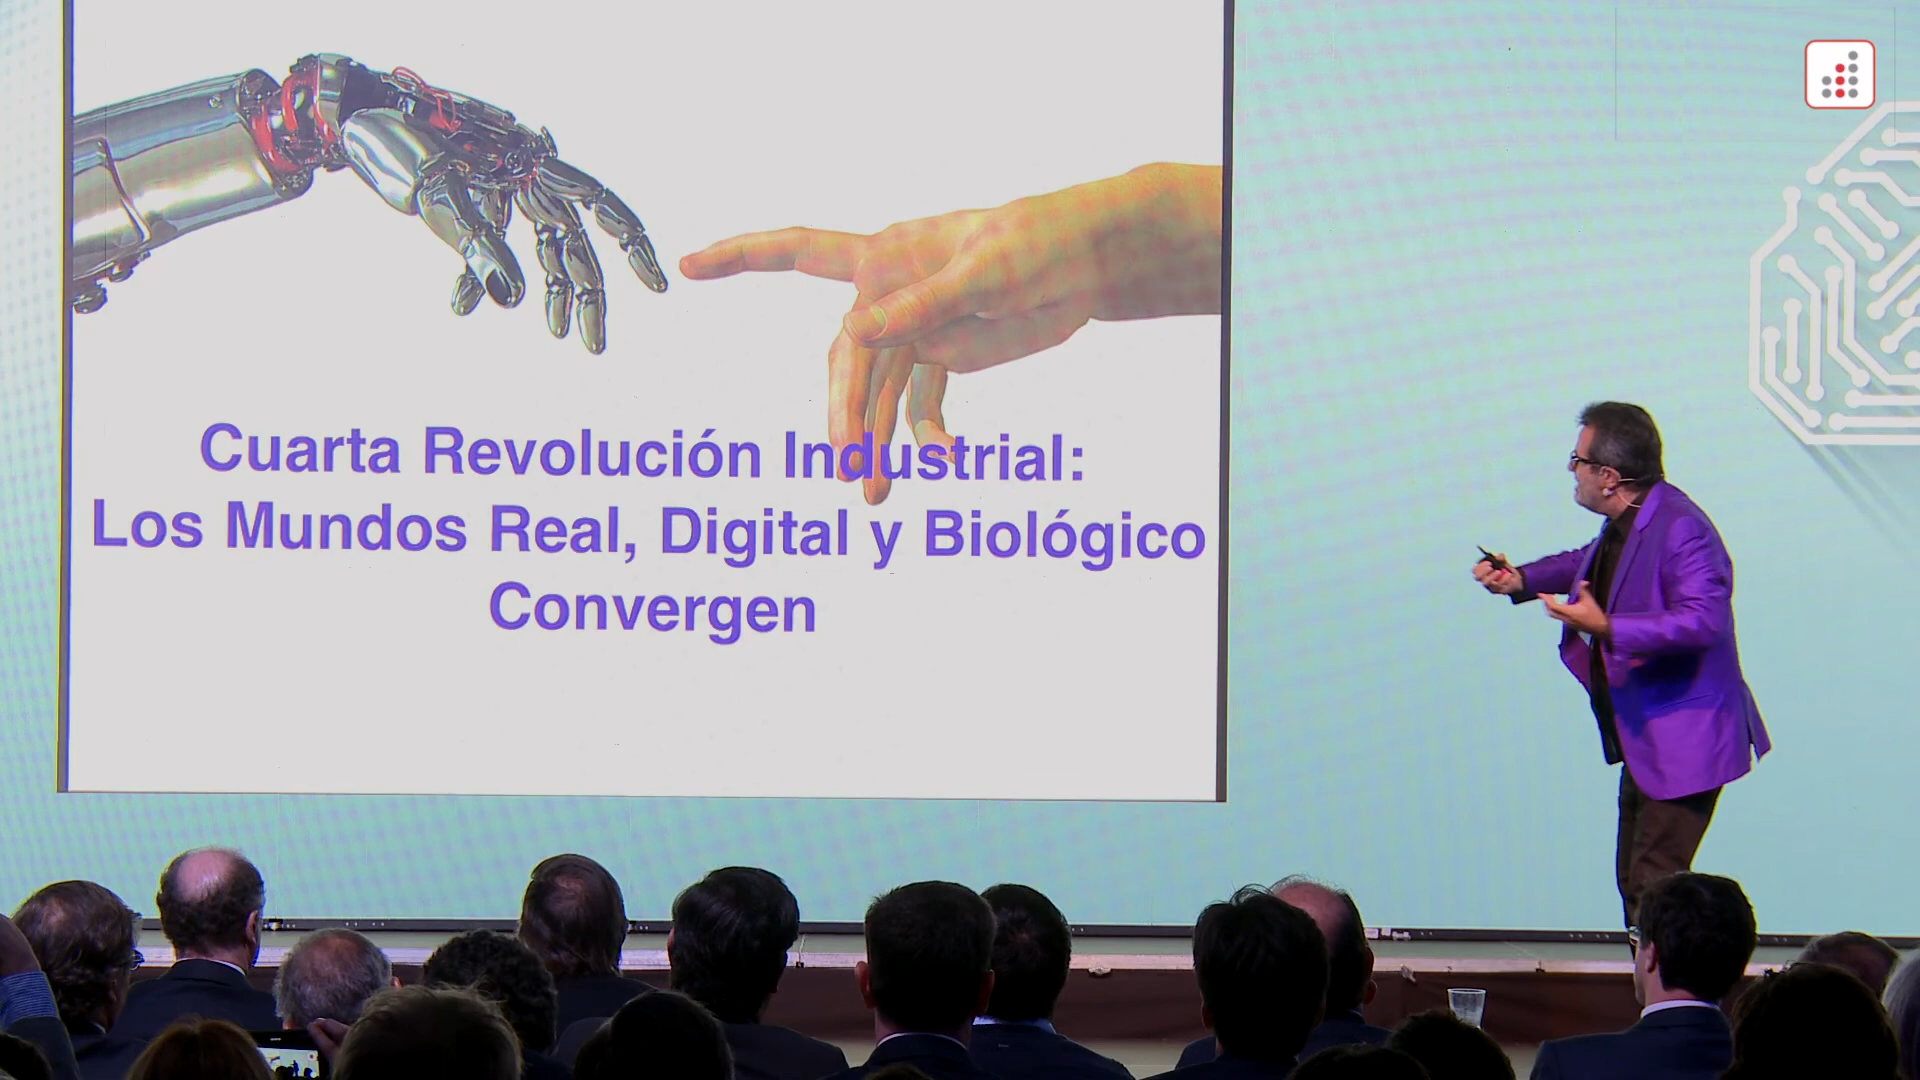 Cuarta Revolución Industrial:
Los Mundos Real, Digital y Biológico
Convergen